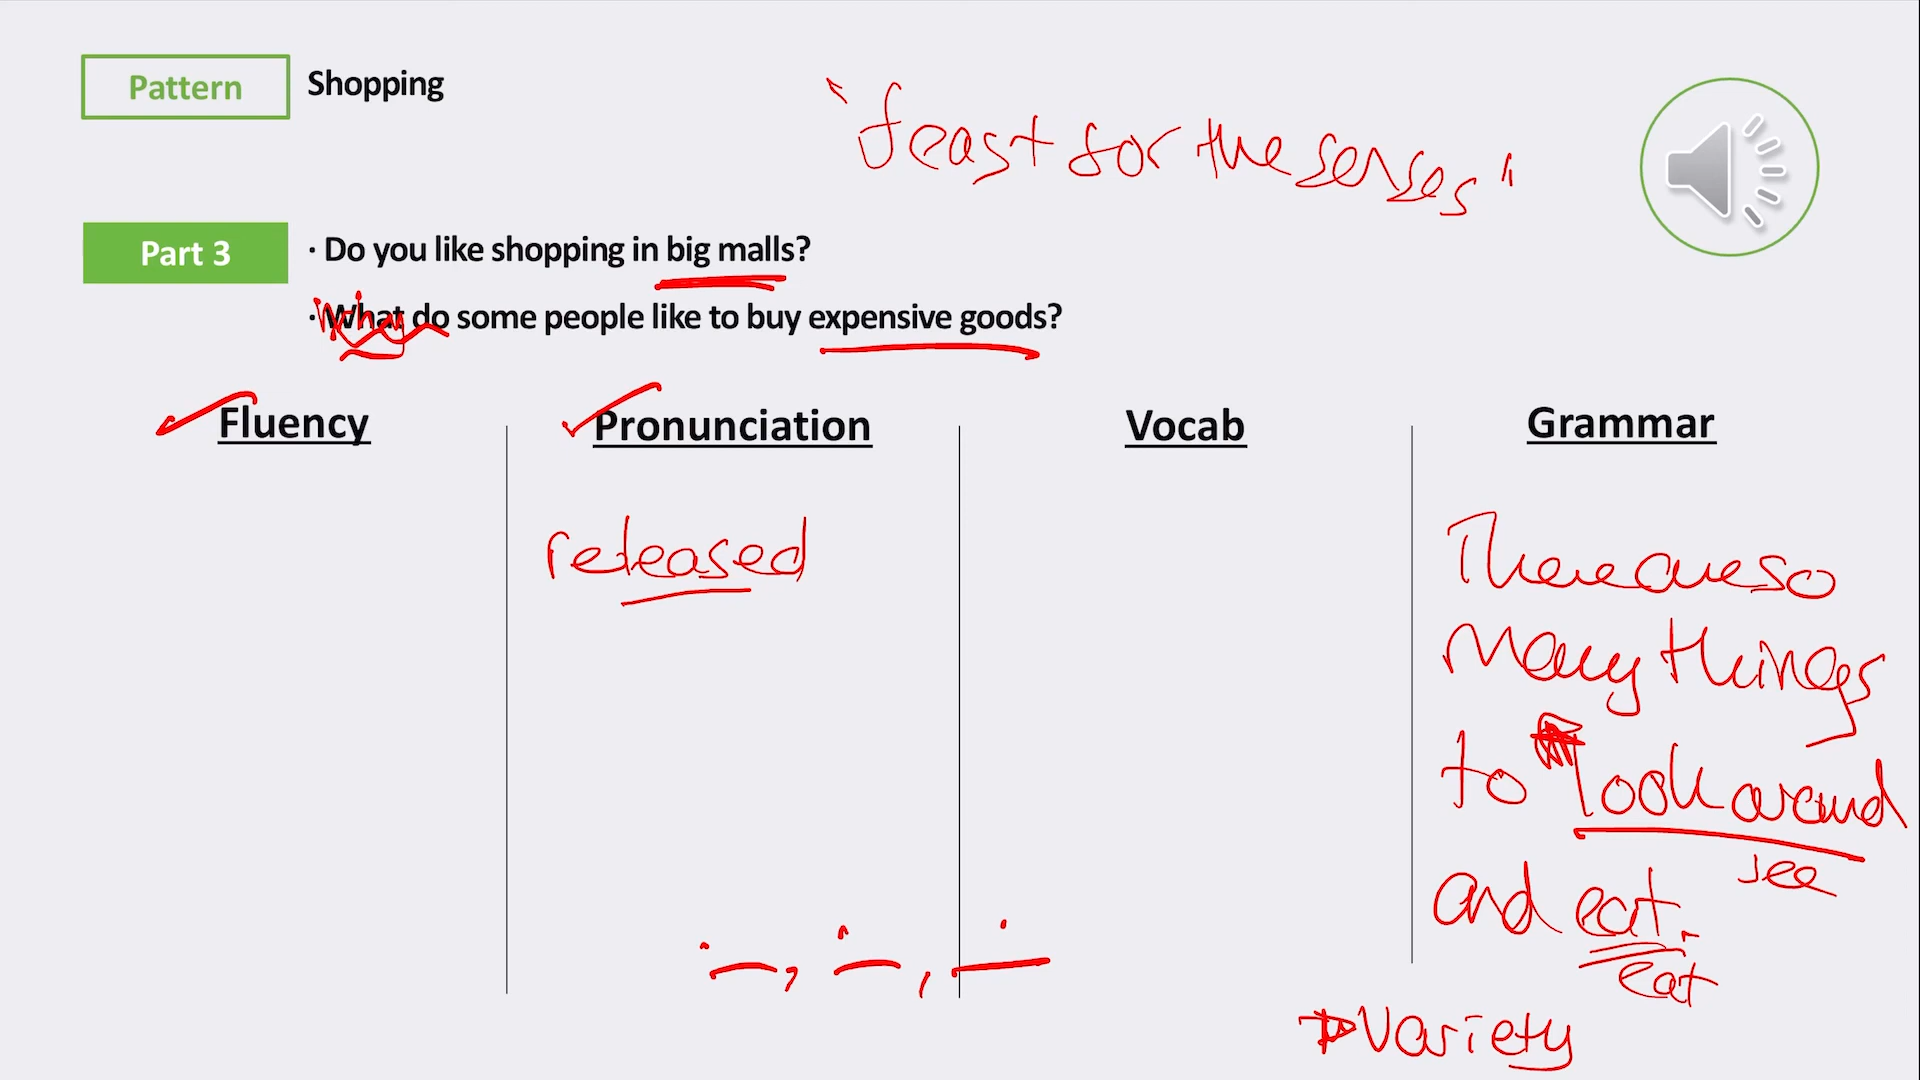 Pattern Shopping
"feast for the senses"
Part 3
· Do you like shopping in big malls?
· What do some people like to buy expensive goods?
Why
Fluency Pronunciation Vocab Grammar
released
There are so
many things
to look around
see
and eat.
eat
Variety